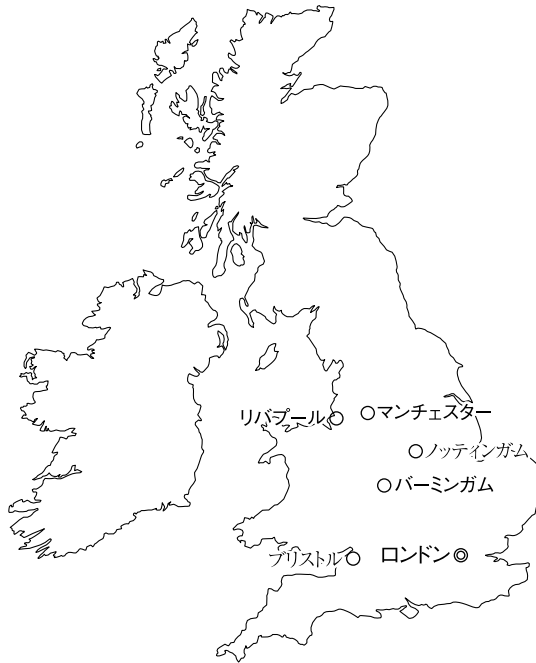 リバプール
マンチェスター
ノッティンガム
バーミンガム
ブリストル
ロンドン